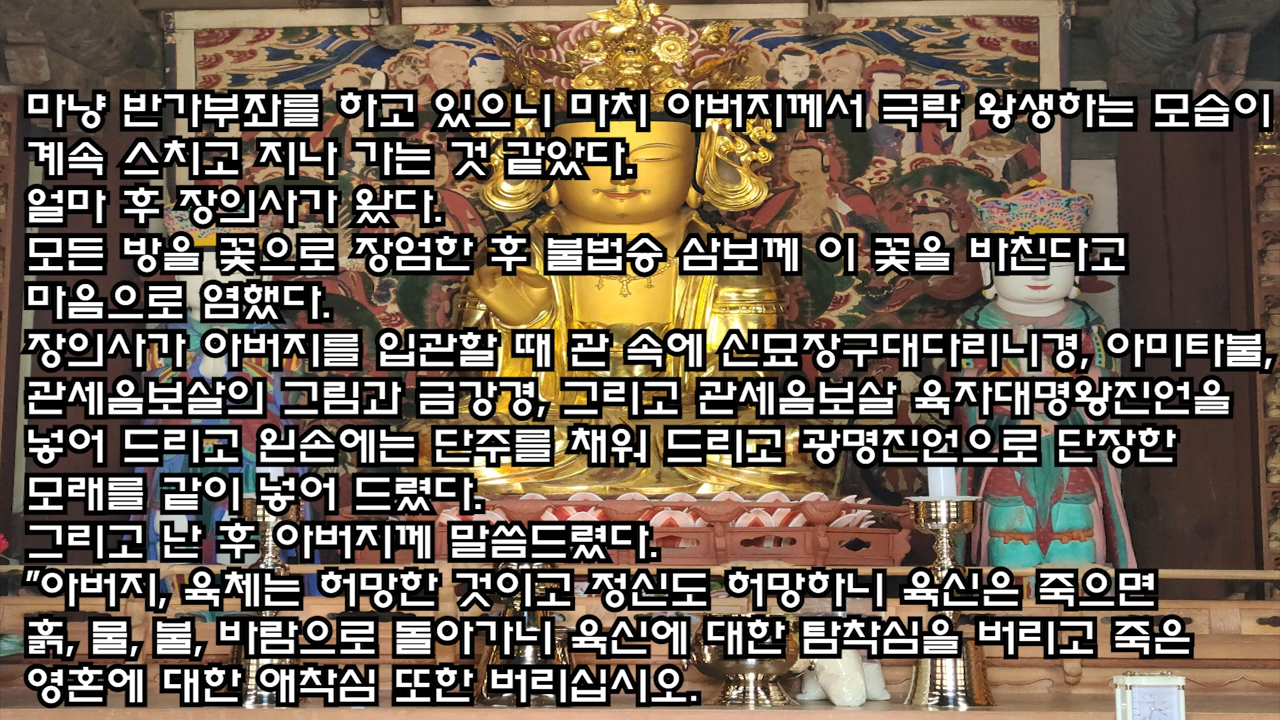 마냥 반가부좌를 하고 있으니 마치 아버지께서 극락 왕생하는 모습이
계속 스치고 지나 가는 것 같았다.
얼마 후 장의사가 왔다.
모든 방을 꽃으로 장엄한 후 불법승 삼보께 이 꽃을 바친다고
마음으로 염했다.
장의사가 아버지를 입관할 때 관 속에 신묘장구대다리니경, 아미타불,
관세음보살의 그림과 금강경, 그리고 관세음보살 육자대명왕진언을
넣어 드리고 왼손에는 단주를 채워 드리고 광명진언으로 단장한
모래를 같이 넣어 드렸다.
그리고 난 후 아버지께 말씀드렸다.
"아버지, 육체는 허망한 것이고 정신도 허망하니 육신은 죽으면
흙, 물, 불, 바람으로 돌아가니 육신에 대한 탐착심을 버리고 죽은
영혼에 대한 애착심 또한 버리십시오.